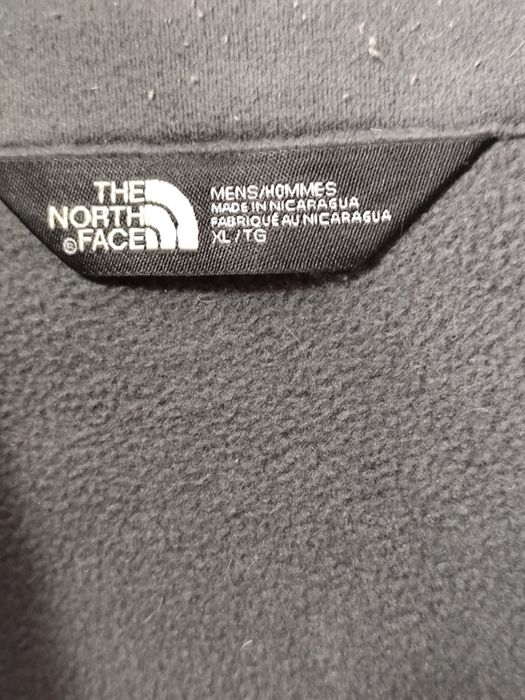 THE
NORTH
®FACE
MENS/HOMMES
MADE IN NICARAGUA
FABRIQUÉ AU NICARAGUA
XL/TG